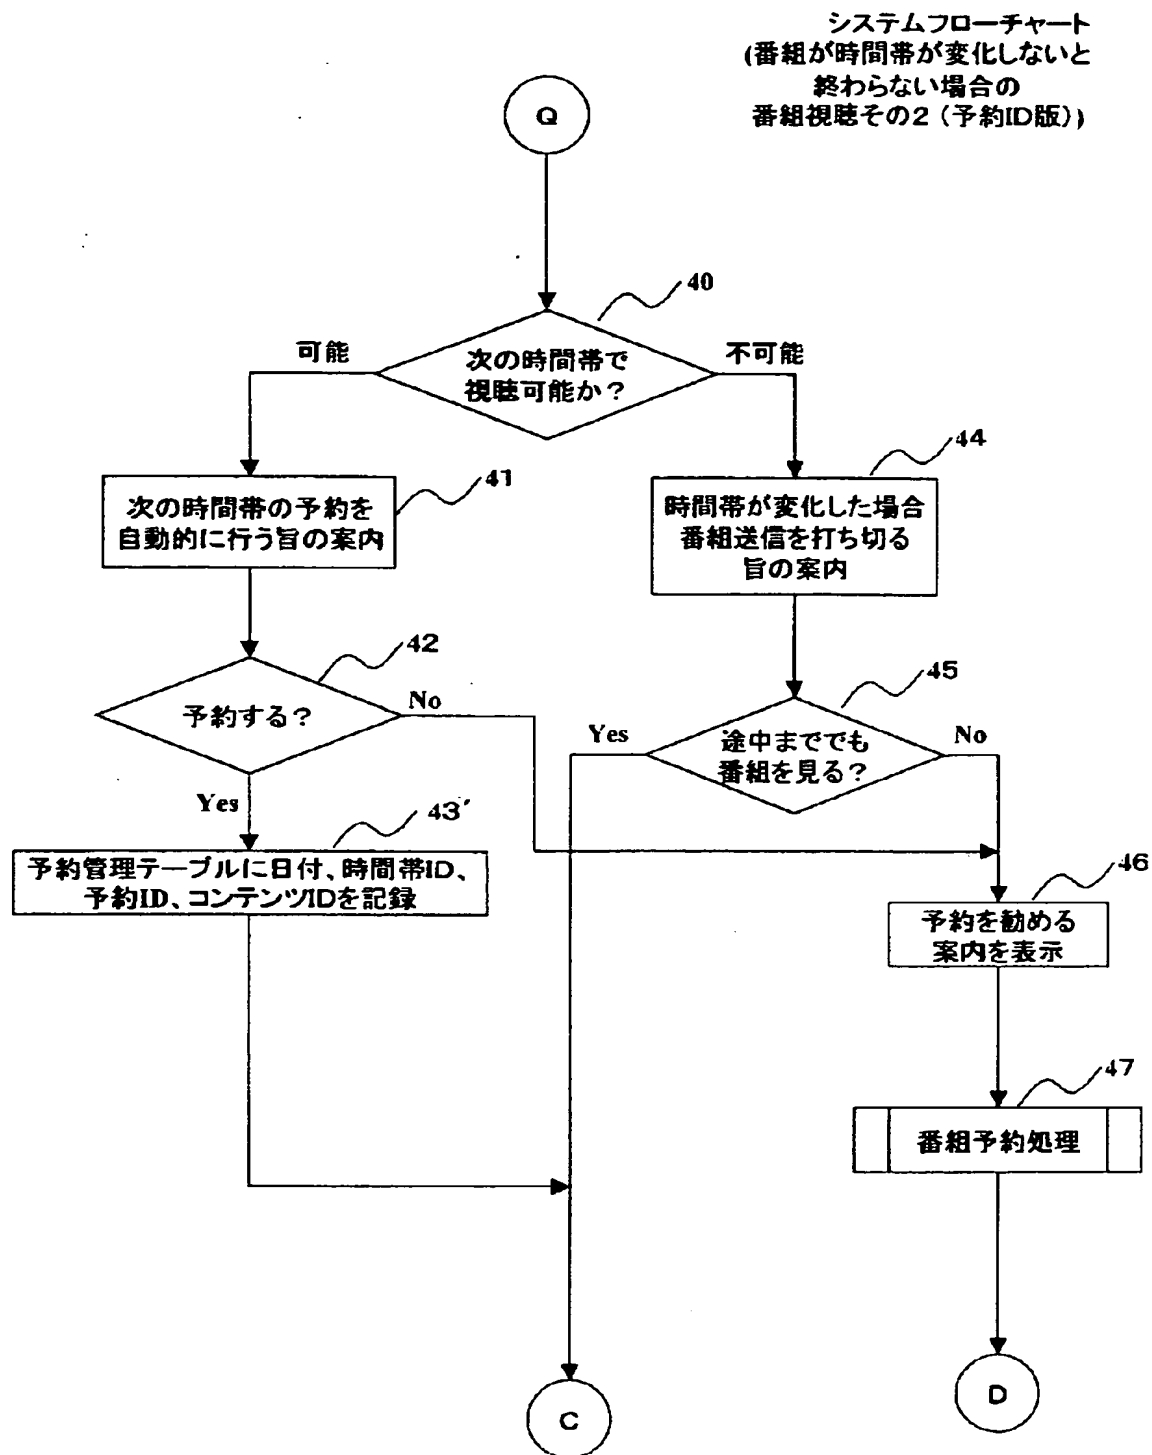 システムフローチャート
(番組が時間帯が変化しないと
終わらない場合の
番組視聴その2(予約ID版))
Q
40
可能
次の時間帯で
視聴可能か?
不可能
41
次の時間帯の予約を
自動的に行う旨の案内
44
時間帯が変化した場合
番組送信を打ち切る
旨の案内
42
予約する?
No
Yes
45
途中まででも
番組を見る?
Yes
No
43'
予約管理テーブルに日付、時間帯ID、
予約ID、コンテンツIDを記録
46
予約を勧める
案内を表示
47
番組予約処理
C
D